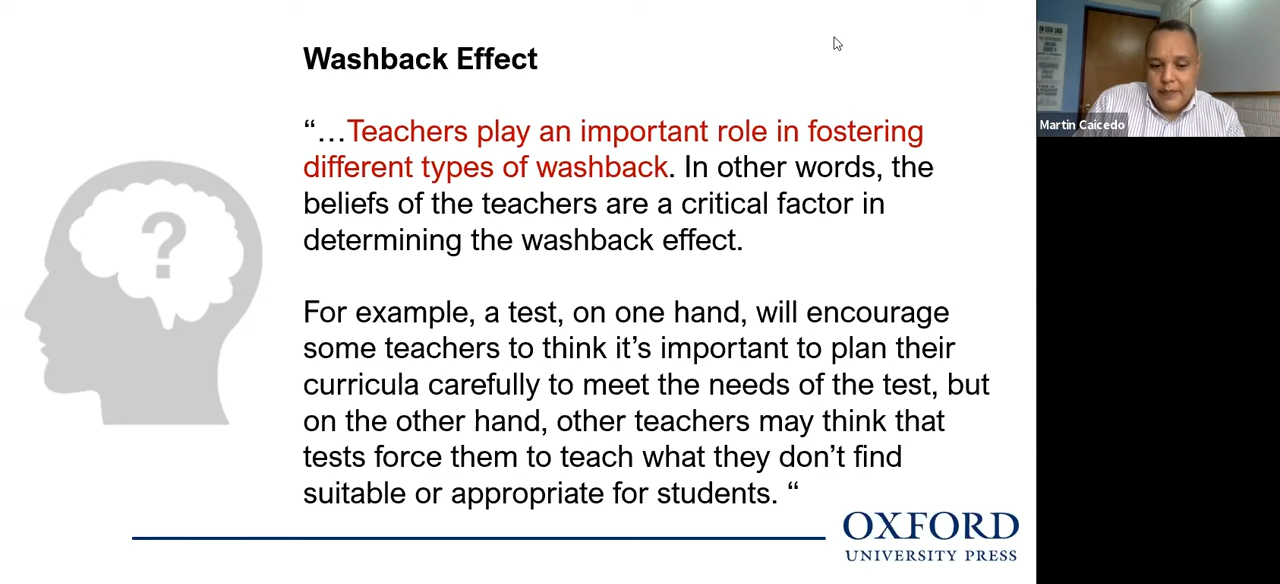 Washback Effect
“…Teachers play an important role in fostering
different types of washback. In other words, the
beliefs of the teachers are a critical factor in
determining the washback effect.
For example, a test, on one hand, will encourage
some teachers to think it’s important to plan their
curricula carefully to meet the needs of the test, but
on the other hand, other teachers may think that
tests force them to teach what they don’t find
suitable or appropriate for students. “
?
OXFORD
UNIVERSITY PRESS
Martin Caicedo